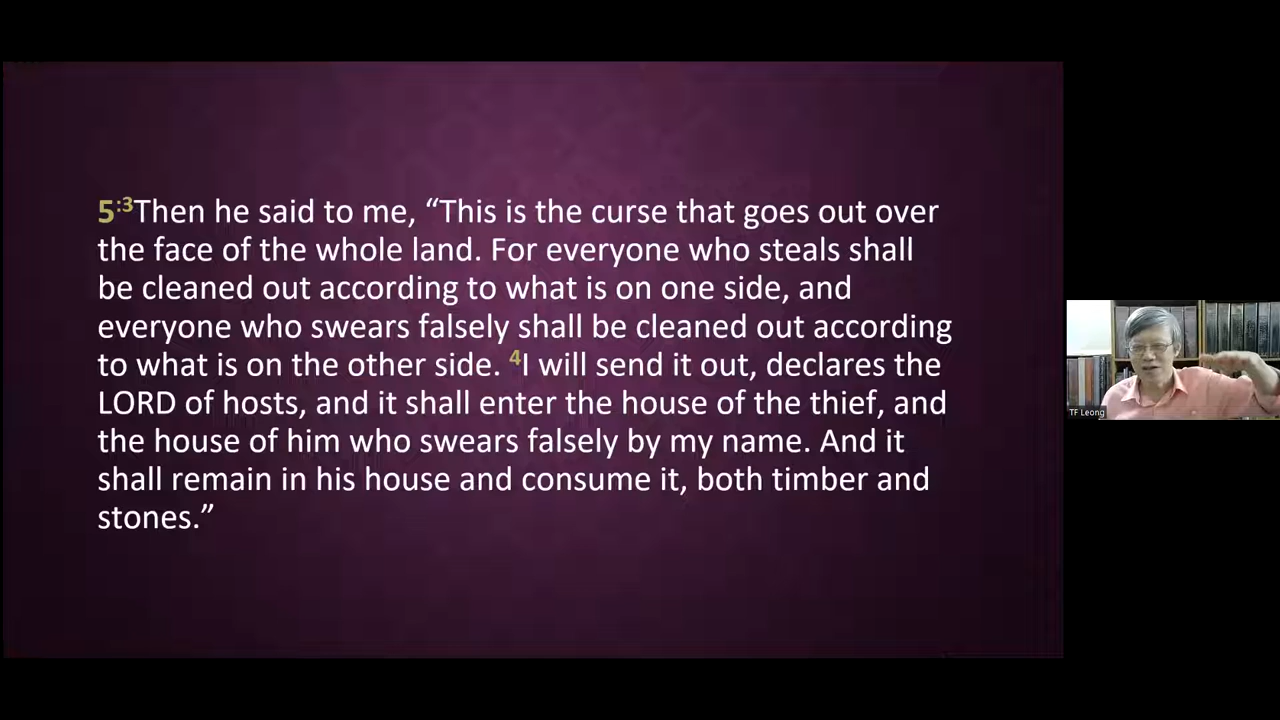 5:3Then he said to me, “This is the curse that goes out over
the face of the whole land. For everyone who steals shall
be cleaned out according to what is on one side, and
everyone who swears falsely shall be cleaned out according
to what is on the other side. 4I will send it out, declares the
LORD of hosts, and it shall enter the house of the thief, and
the house of him who swears falsely by my name. And it
shall remain in his house and consume it, both timber and
stones.”
TF Leong